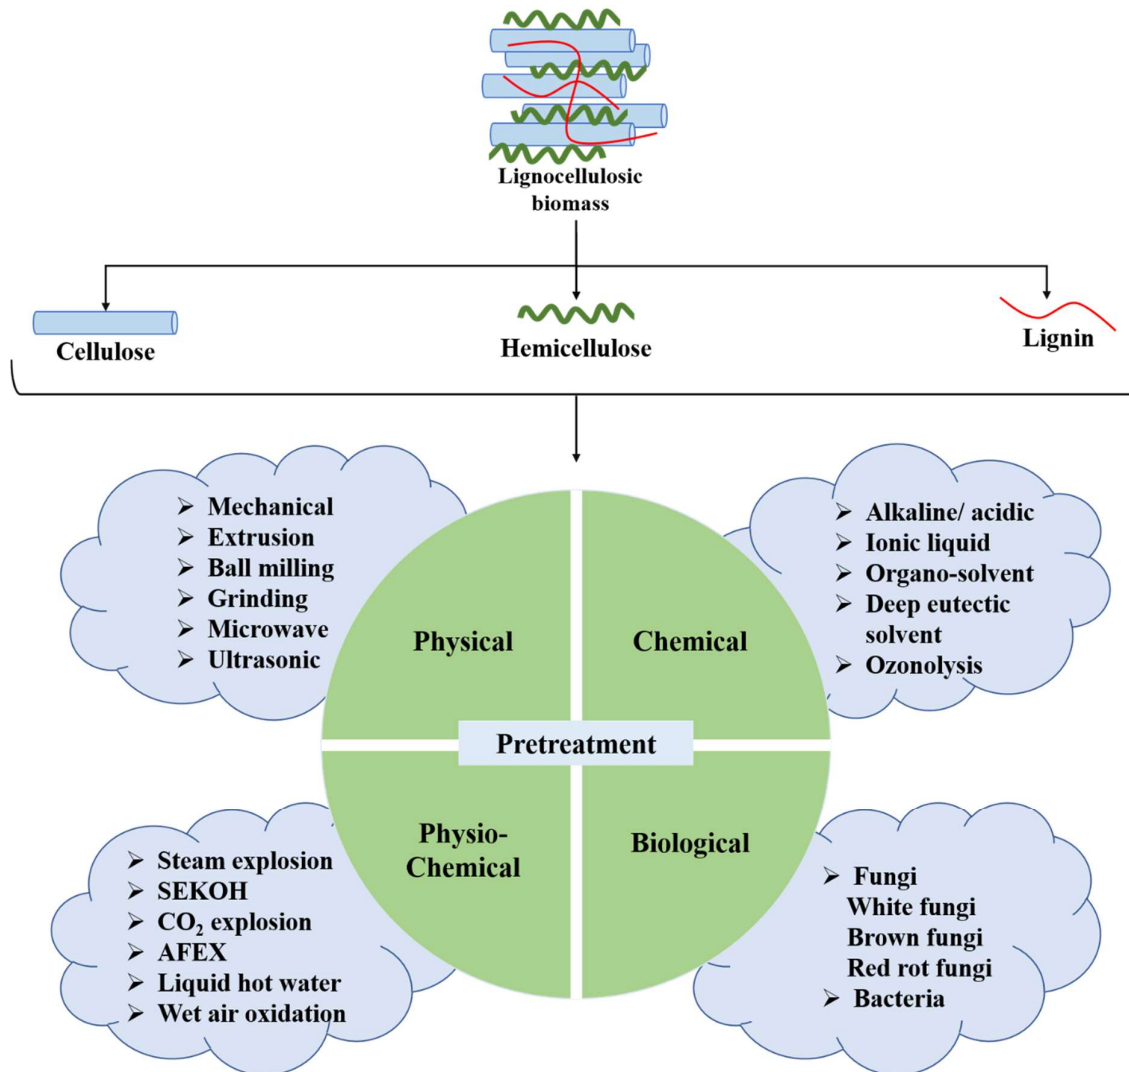 Lignocellulosic
biomass
Cellulose
Hemicellulose
Lignin
➢ Mechanical
➢ Extrusion
➢ Ball milling
➢ Grinding
➢ Microwave
➢ Ultrasonic
➢ Alkaline/ acidic
➢ Ionic liquid
➢ Organo-solvent
➢ Deep eutectic
solvent
➢ Ozonolysis
Physical
Chemical
Pretreatment
Physio-
Chemical
Biological
➢ Steam explosion
➢ SEKOH
➢ CO₂ explosion
➢ AFEX
➢ Liquid hot water
➢ Wet air oxidation
➢ Fungi
White fungi
Brown fungi
Red rot fungi
➢ Bacteria